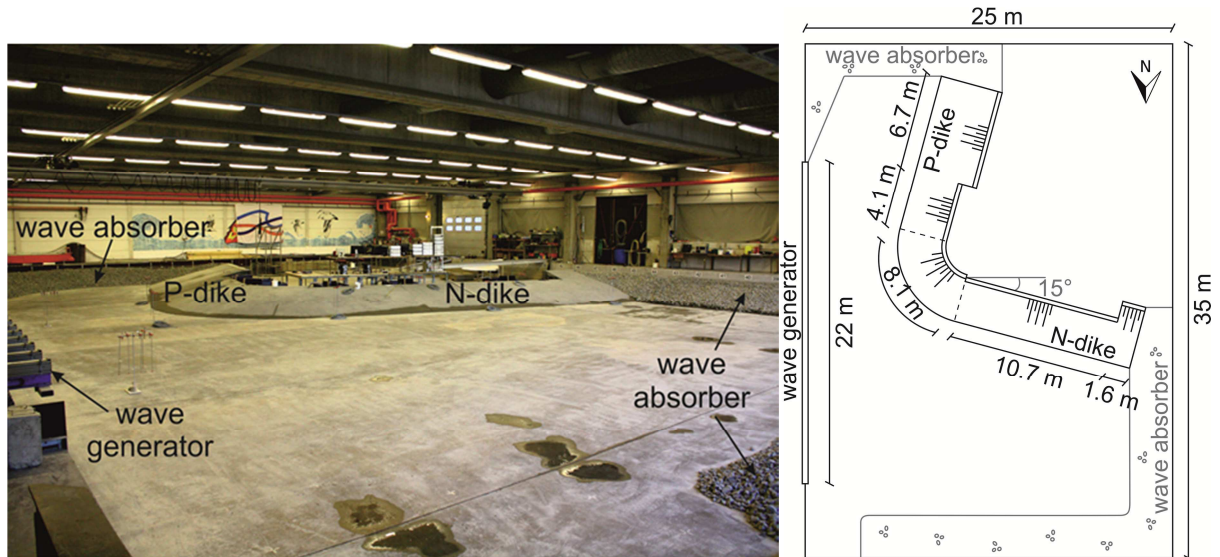 wave absorber
P-dike
N-dike
wave
absorber
wave
generator
25 m
wave absorber
N
6.7 m
P-dike
4.1 m
8.1 m
15°
wave generator
22 m
35 m
N-dike
10.7 m
1.6 m
wave absorber